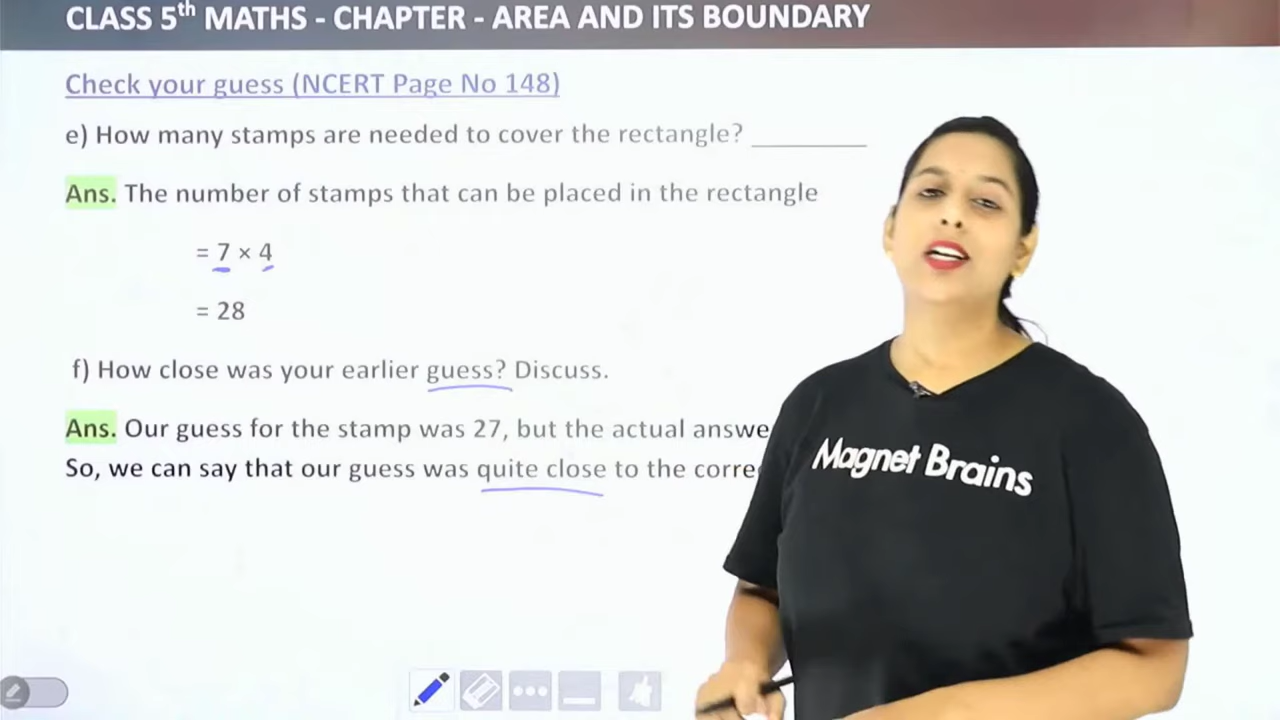 CLASS 5th MATHS - CHAPTER - AREA AND ITS BOUNDARY
Check your guess (NCERT Page No 148)
e) How many stamps are needed to cover the rectangle? ________
Ans. The number of stamps that can be placed in the rectangle
= 7 × 4
= 28
f) How close was your earlier guess? Discuss.
Ans. Our guess for the stamp was 27, but the actual answe
So, we can say that our guess was quite close to the corre
Magnet Brains